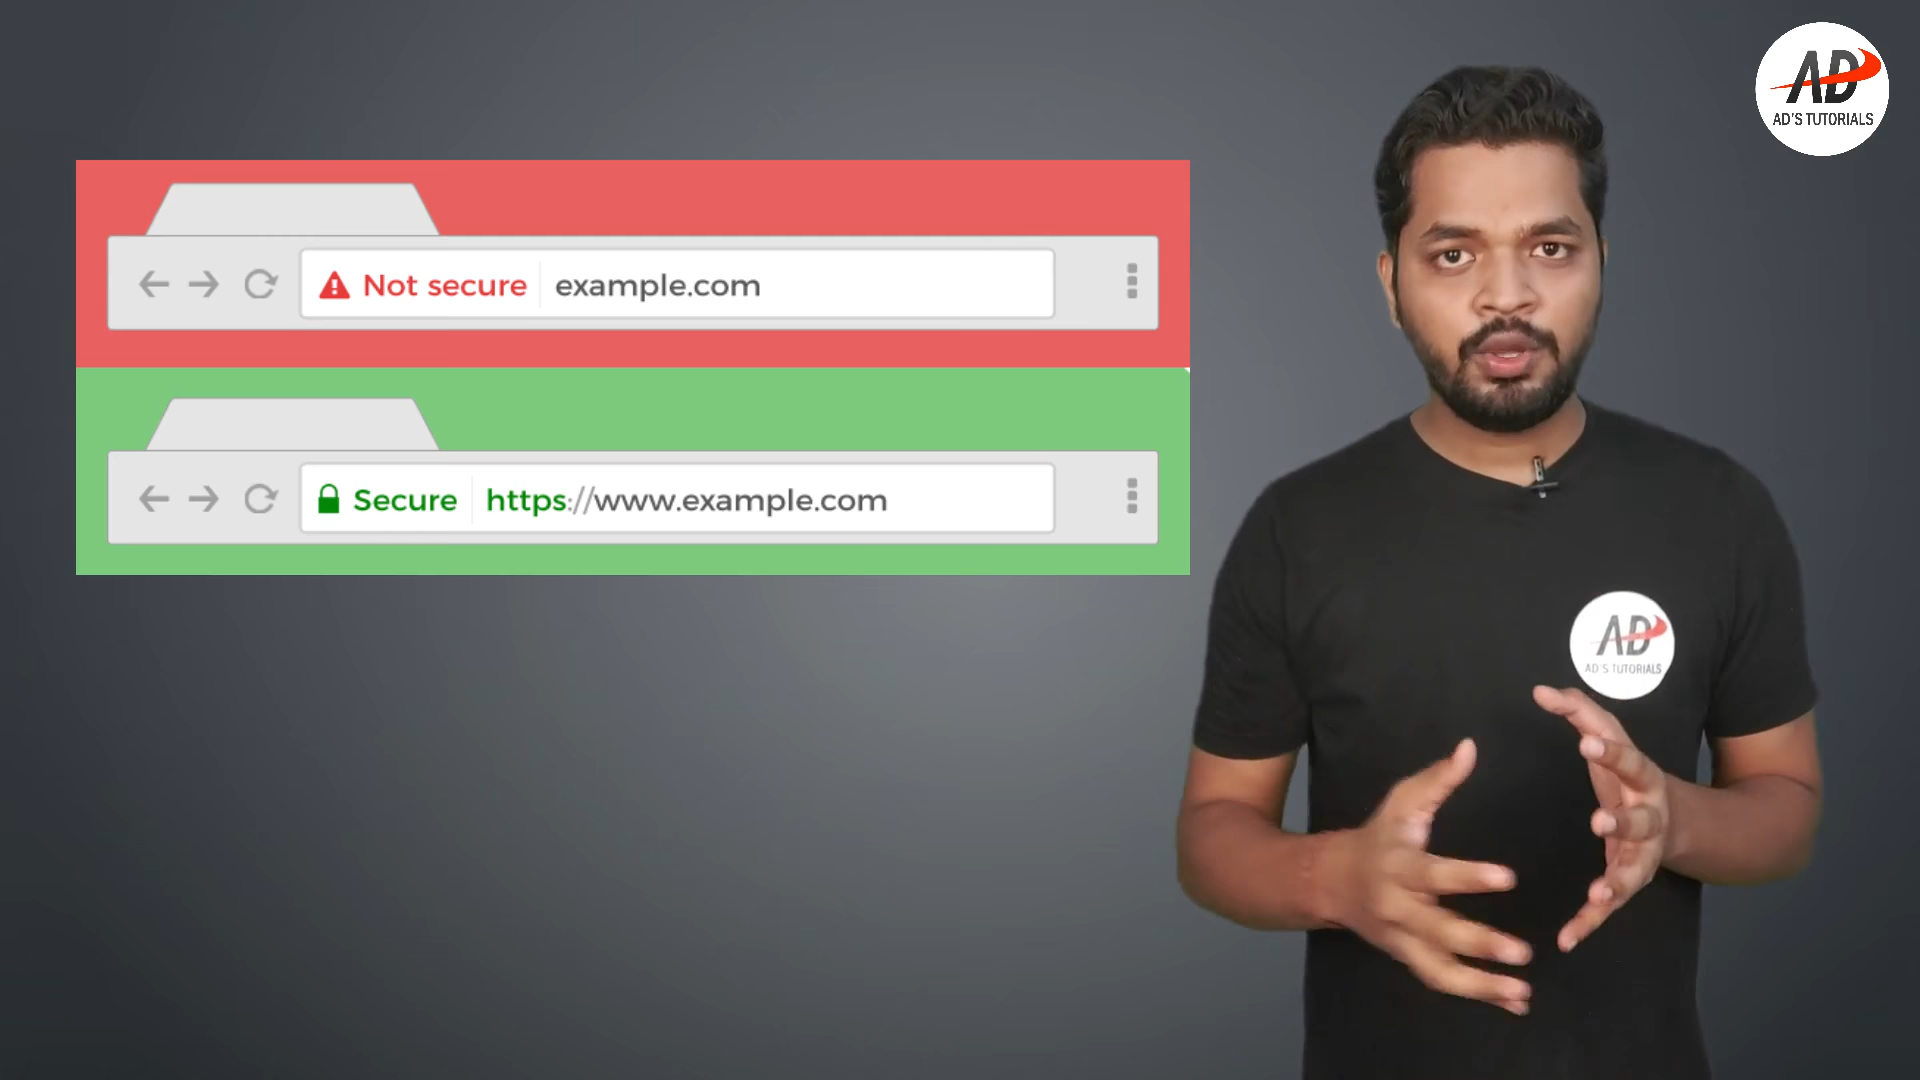 AD
AD'S TUTORIALS
Not secure
example.com
Secure
https://www.example.com
AD
AD'S TUTORIALS